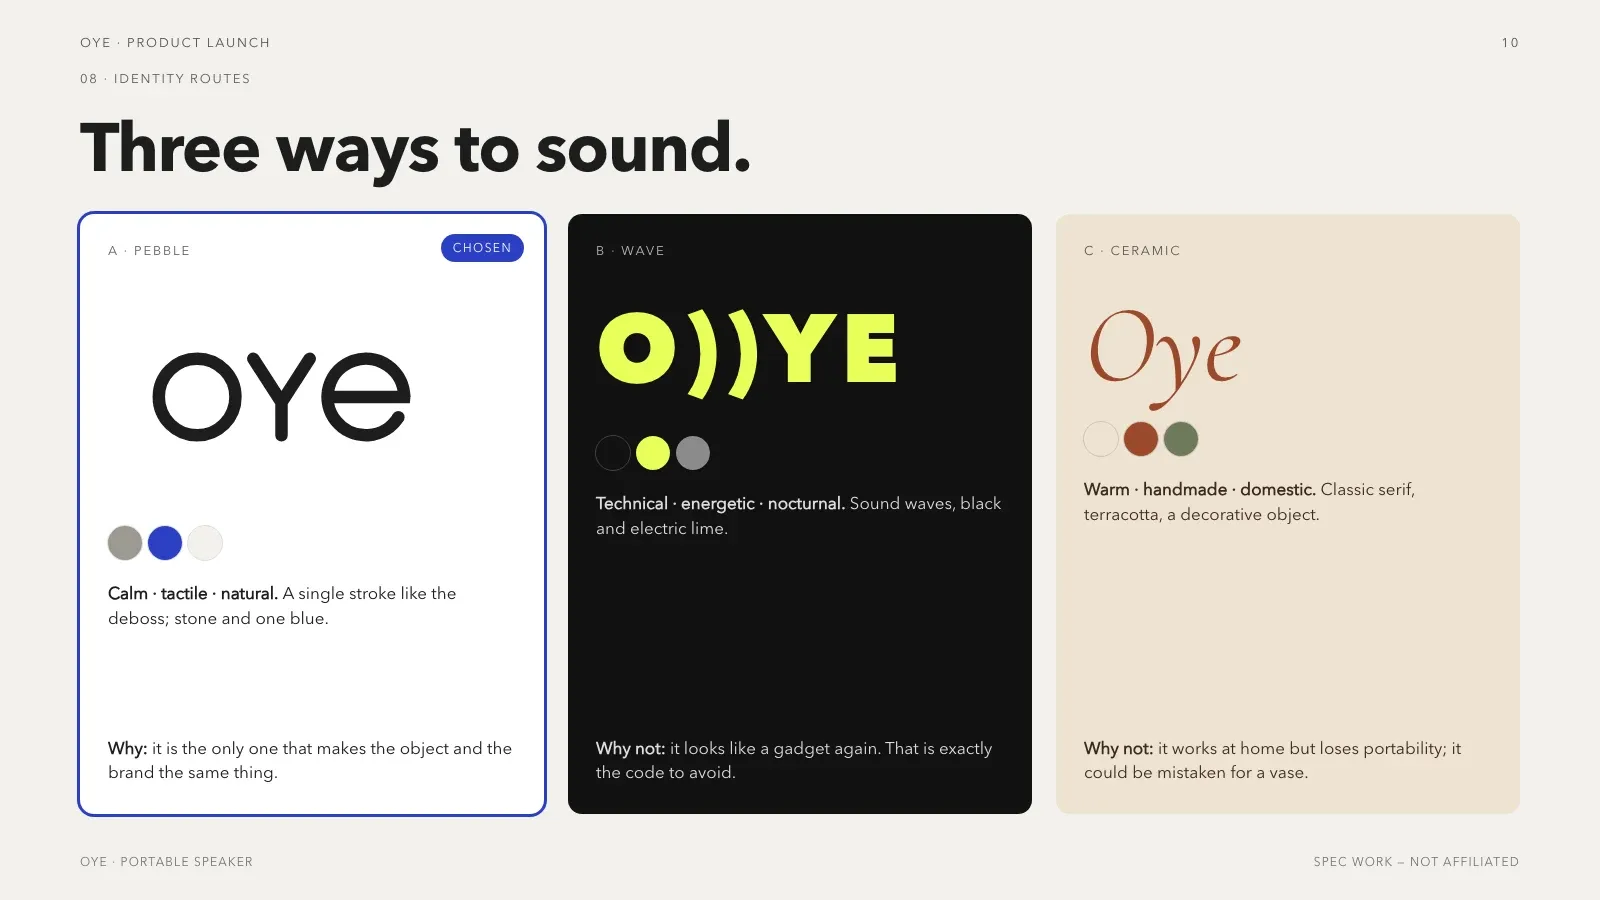 OYE · PRODUCT LAUNCH
10
08 · IDENTITY ROUTES
Three ways to sound.
A · PEBBLE
CHOSEN
oYe
Calm · tactile · natural. A single stroke like the
deboss; stone and one blue.
Why: it is the only one that makes the object and the
brand the same thing.
B · WAVE
O))YE
Technical · energetic · nocturnal. Sound waves, black
and electric lime.
Why not: it looks like a gadget again. That is exactly
the code to avoid.
C · CERAMIC
Oye
Warm · handmade · domestic. Classic serif,
terracotta, a decorative object.
Why not: it works at home but loses portability; it
could be mistaken for a vase.
OYE · PORTABLE SPEAKER
SPEC WORK – NOT AFFILIATED